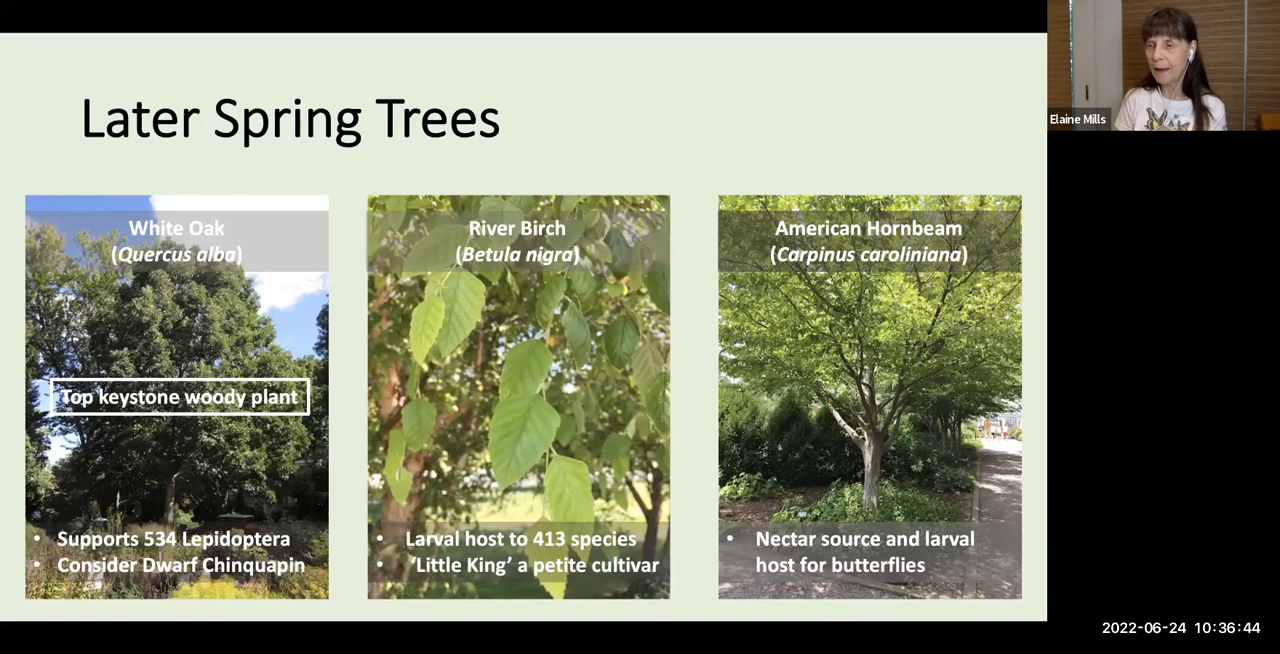 Later Spring Trees
White Oak
(Quercus alba)
Top keystone woody plant
• Supports 534 Lepidoptera
• Consider Dwarf Chinquapin
River Birch
(Betula nigra)
• Larval host to 413 species
• ‘Little King’ a petite cultivar
American Hornbeam
(Carpinus caroliniana)
• Nectar source and larval
host for butterflies
Elaine Mills
2022-06-24 10:36:44